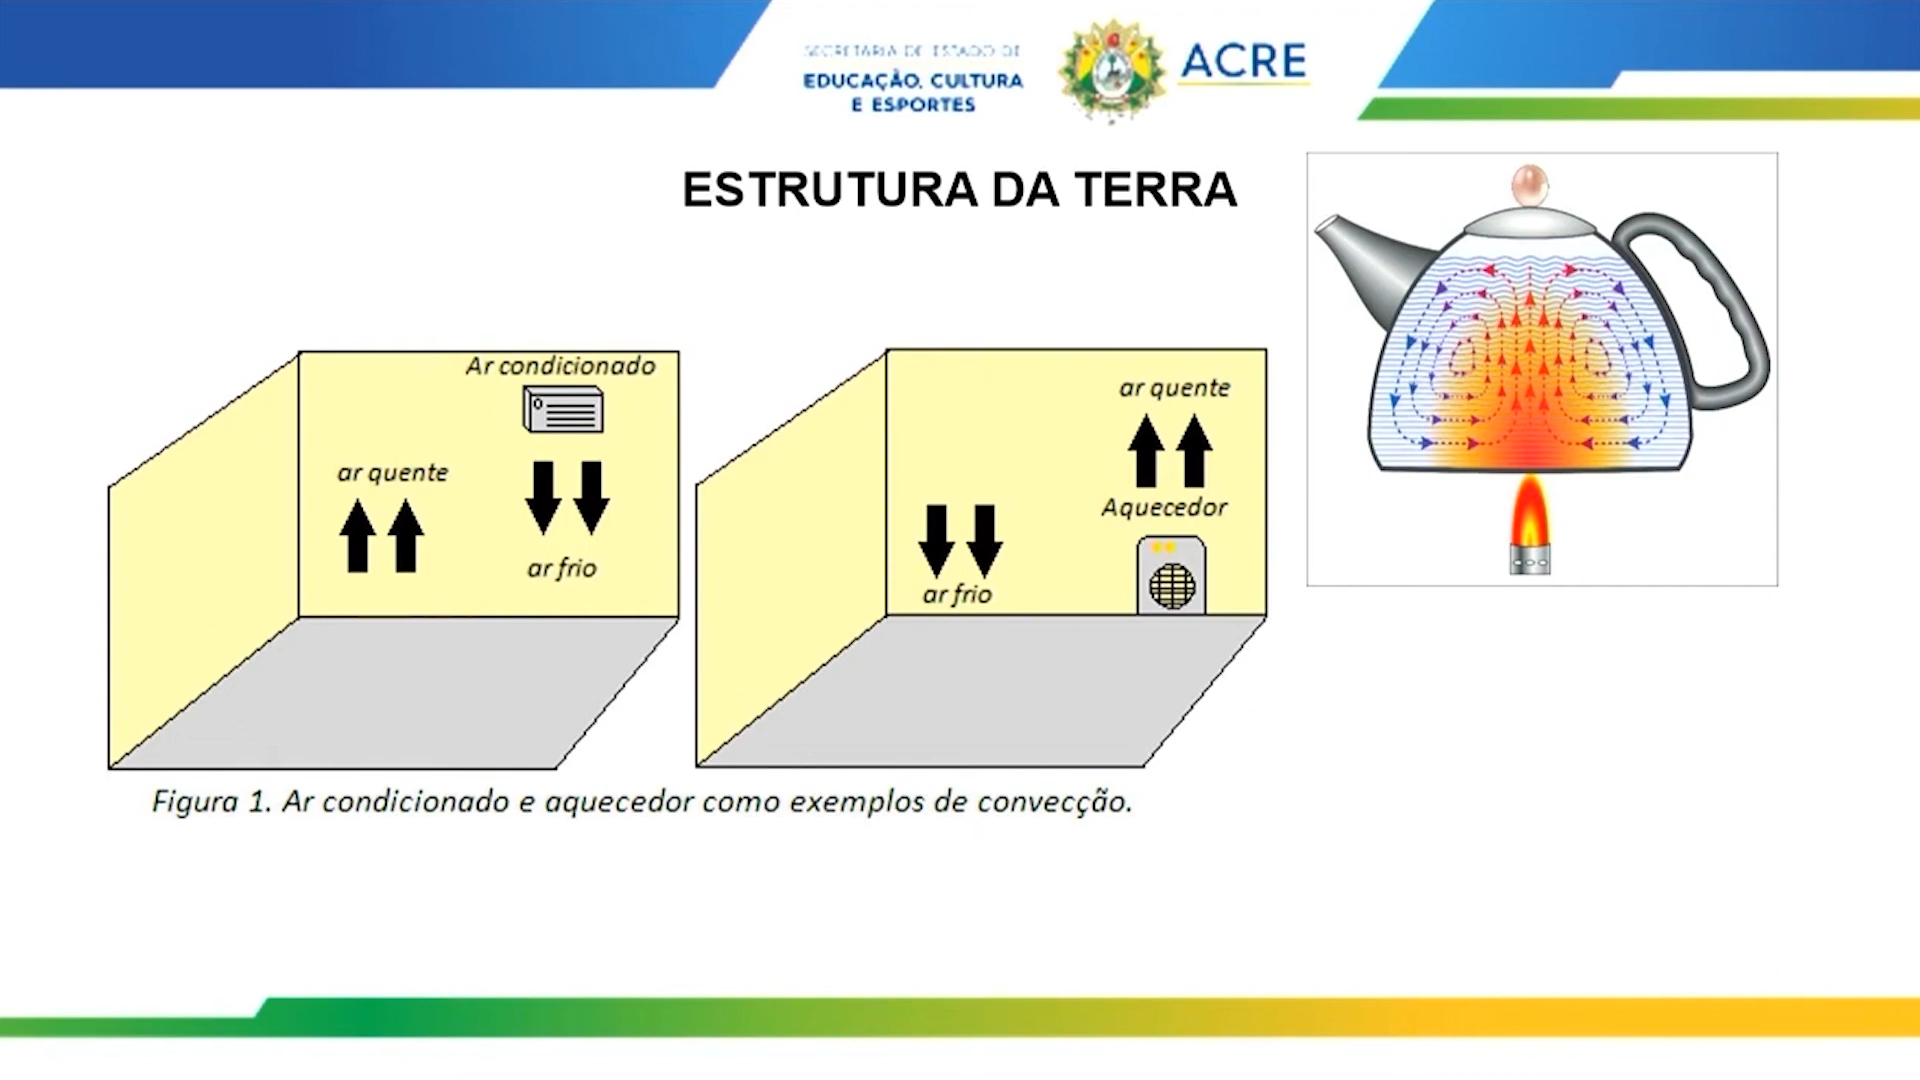 SECRETARIA DE ESTADO DE
EDUCAÇÃO, CULTURA
E ESPORTES
ACRE
ESTRUTURA DA TERRA
Ar condicionado
ar quente
ar frio
ar quente
Aquecedor
ar frio
Figura 1. Ar condicionado e aquecedor como exemplos de convecção.